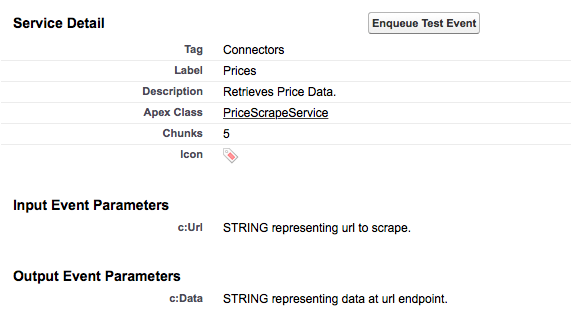 Service Detail Enqueue Test Event
Tag Connectors
Label Prices
Description Retrieves Price Data.
Apex Class PriceScrapeService
Chunks 5
Icon
Input Event Parameters
c:Url STRING representing url to scrape.
Output Event Parameters
c:Data STRING representing data at url endpoint.